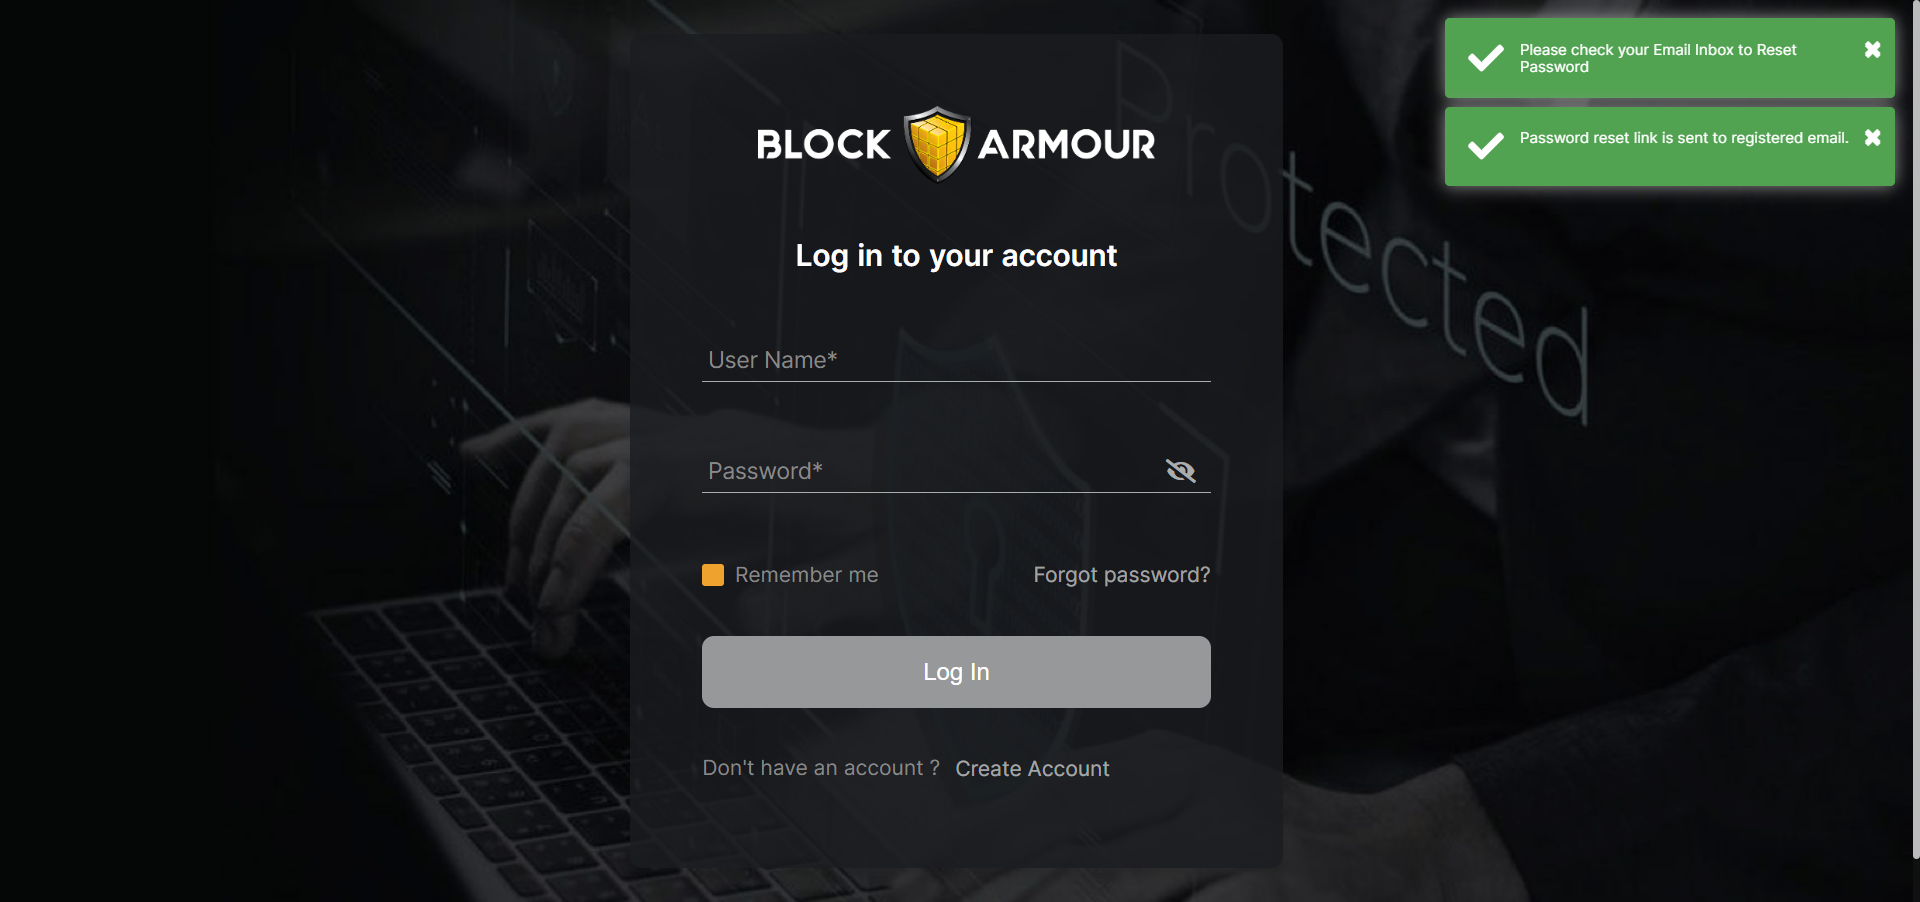 Please check your Email Inbox to Reset
Password
Password reset link is sent to registered email.
BLOCK ARMOUR
Protected
Log in to your account
User Name*
Password*
Remember me
Forgot password?
Log In
Don't have an account ? Create Account